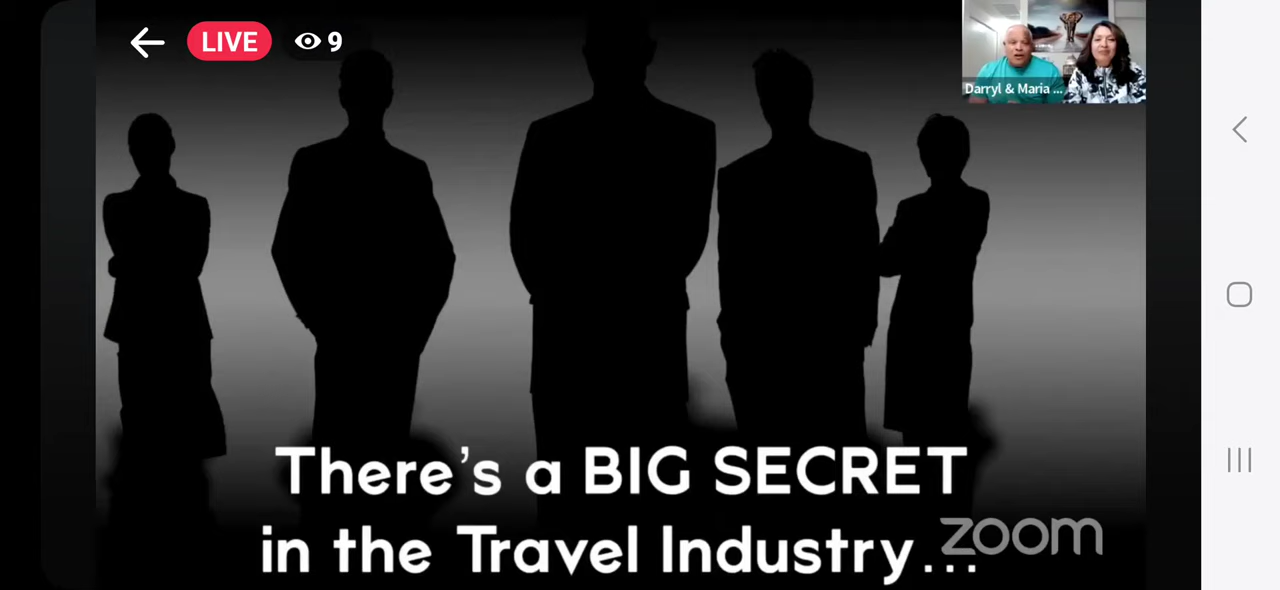 LIVE 9
Darryl & Maria ...
There's a BIG SECRET
in the Travel Industry...
zoom